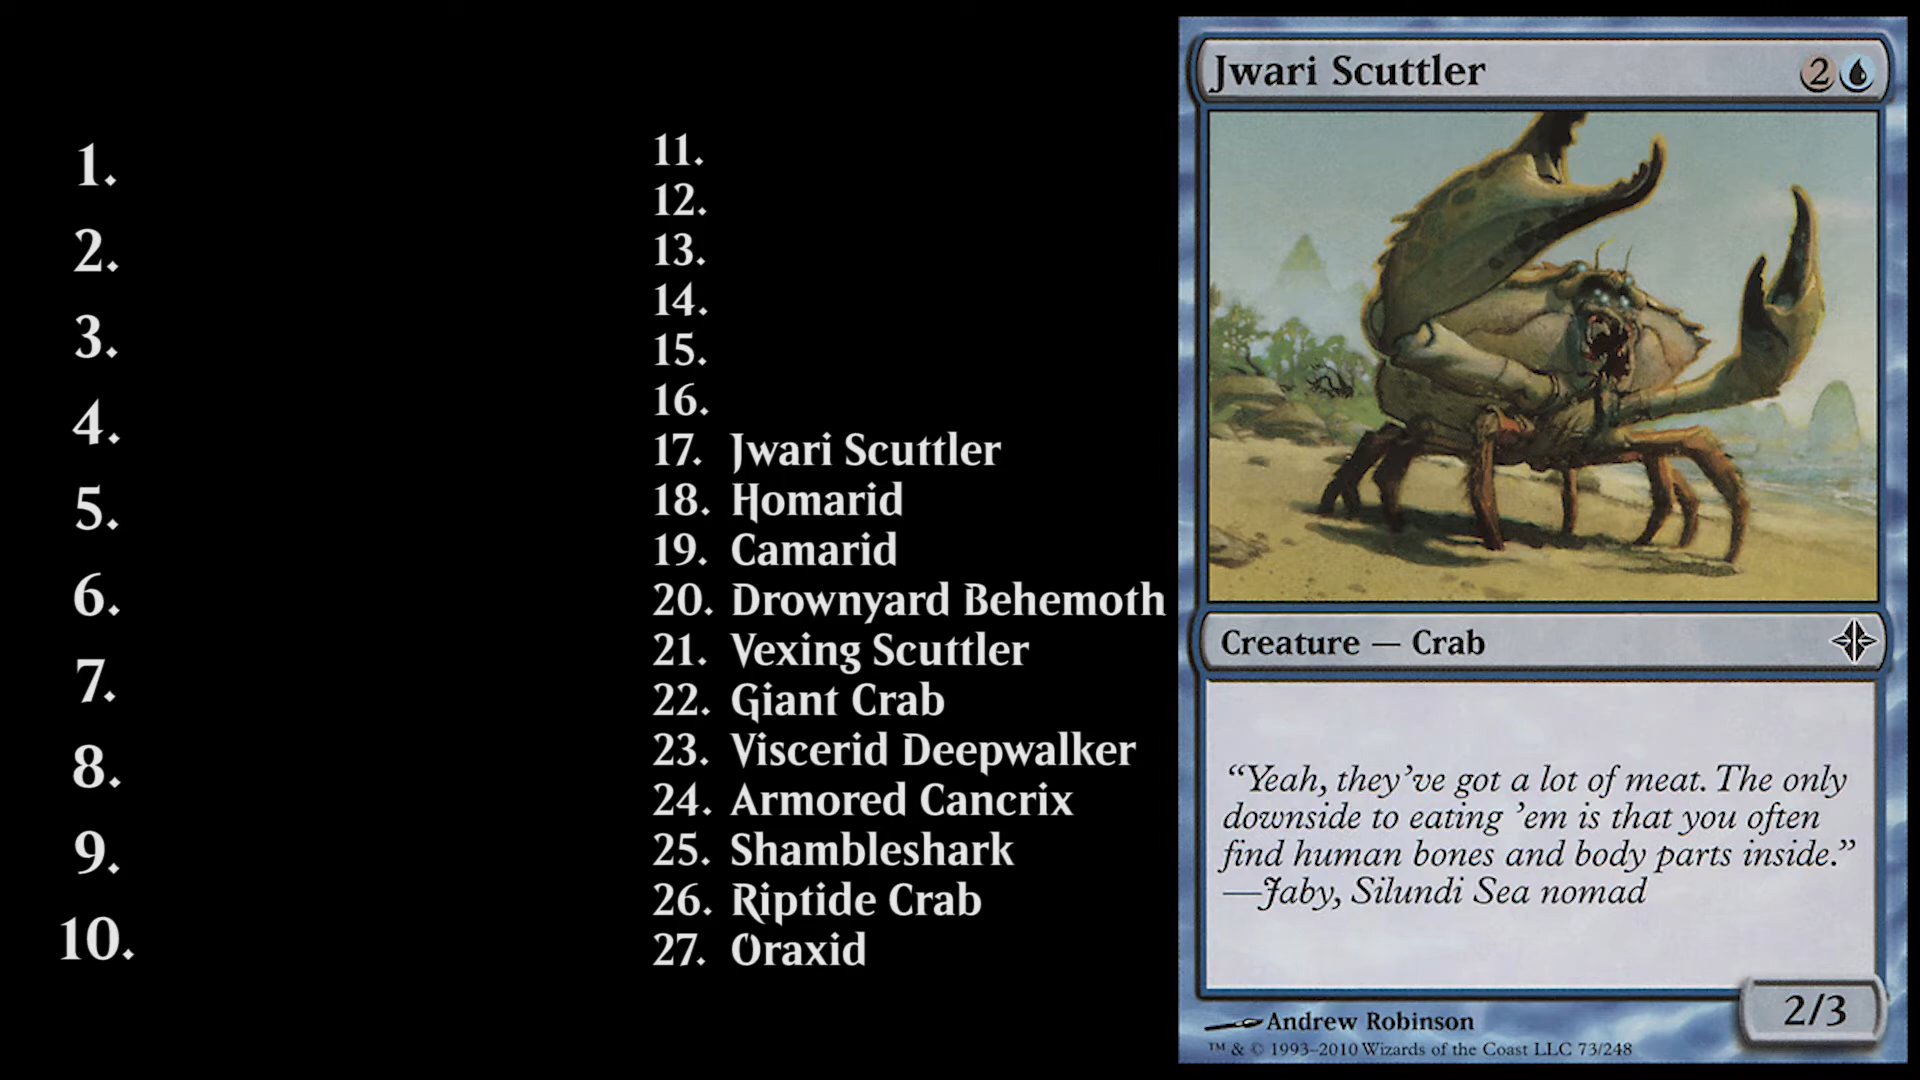 1.
2.
3.
4.
5.
6.
7.
8.
9.
10.
11.
12.
13.
14.
15.
16.
17. Jwari Scuttler
18. Homarid
19. Camarid
20. Drownyard Behemoth
21. Vexing Scuttler
22. Giant Crab
23. Viscerid Deepwalker
24. Armored Cancrix
25. Shambleshark
26. Riptide Crab
27. Oraxid
Jwari Scuttler 2
Creature — Crab
“Yeah, they’ve got a lot of meat. The only
downside to eating ’em is that you often
find human bones and body parts inside.”
—Jaby, Silundi Sea nomad
2/3
Andrew Robinson
™ & © 1993–2010 Wizards of the Coast LLC 73/248